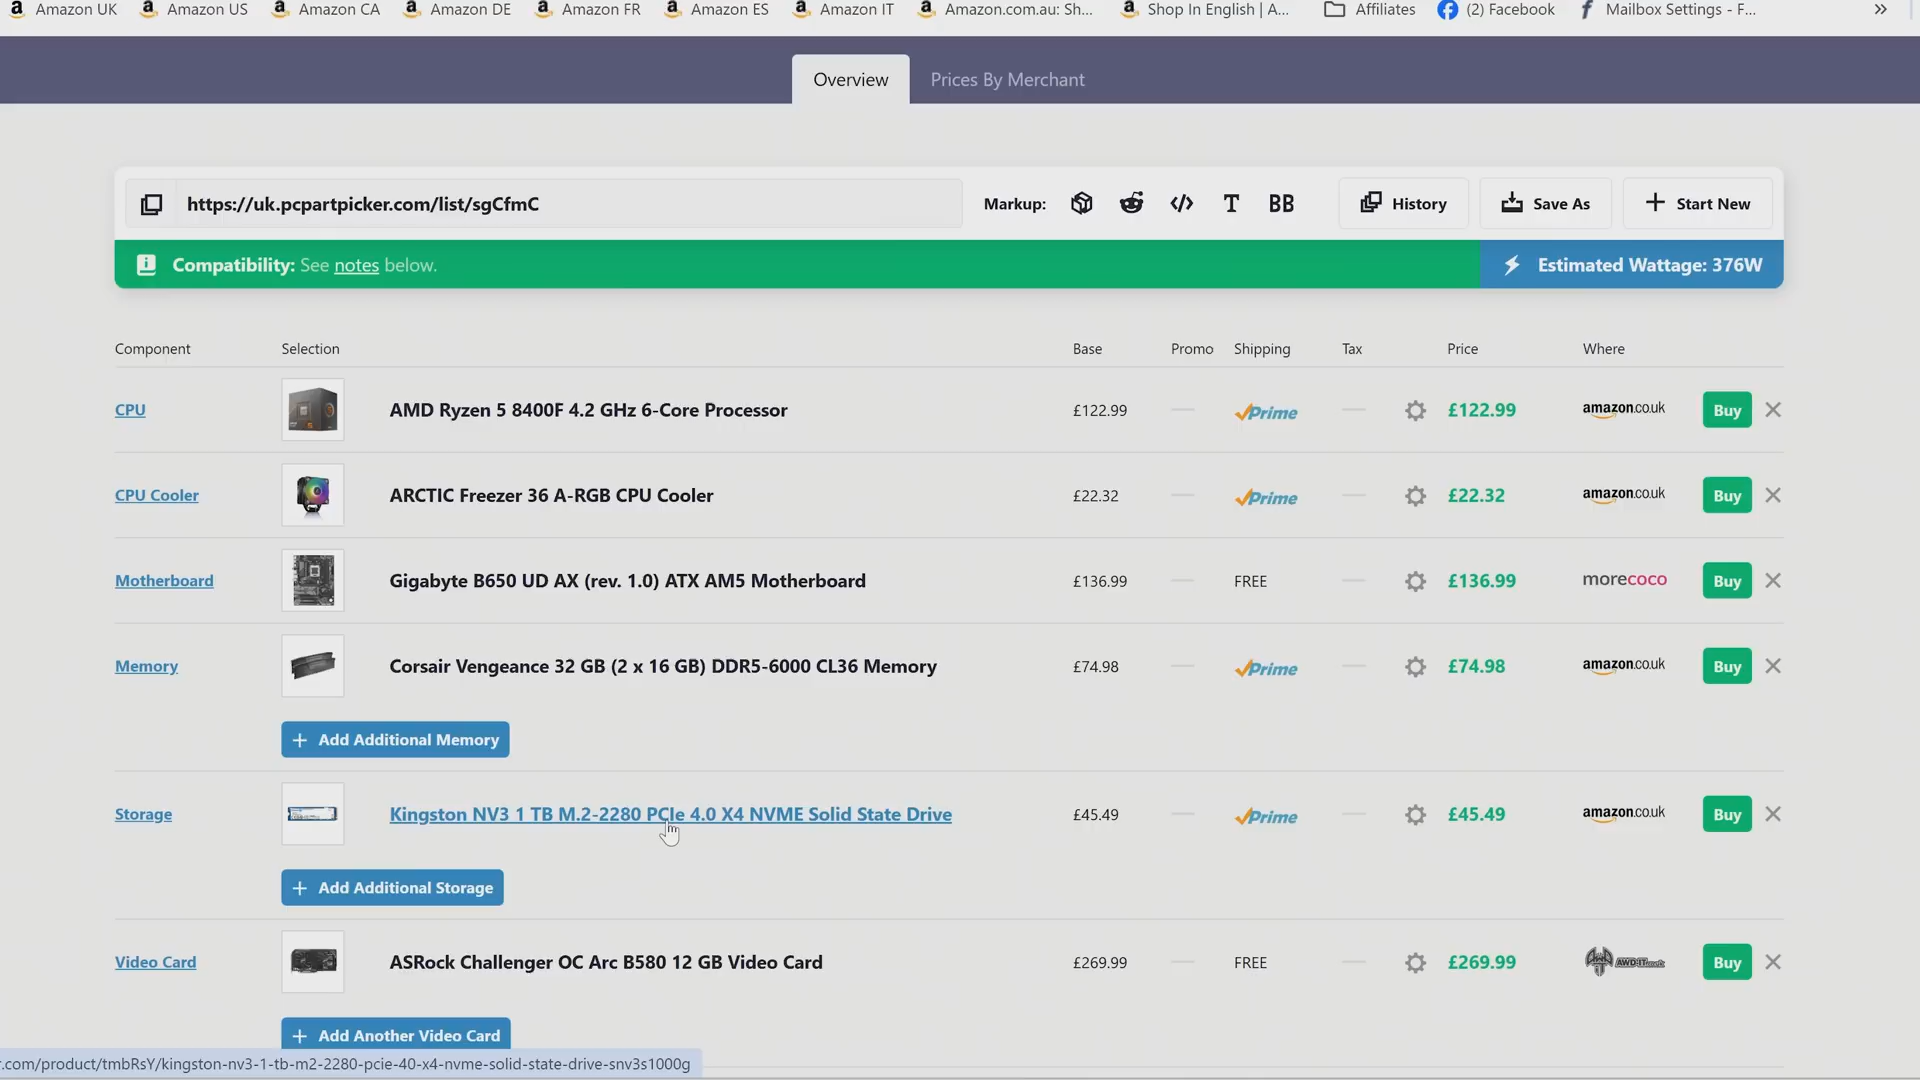 Amazon UK Amazon US Amazon CA Amazon DE Amazon FR Amazon ES Amazon IT Amazon.com.au: Sh... Shop In English | A... Affiliates (2) Facebook Mailbox Settings - F... »
Overview Prices By Merchant
https://uk.pcpartpicker.com/list/sgCfmC Markup: T BB History Save As + Start New
Compatibility: See notes below. Estimated Wattage: 376W
Component Selection Base Promo Shipping Tax Price Where
CPU AMD Ryzen 5 8400F 4.2 GHz 6-Core Processor £122.99 — Prime — £122.99 amazon.co.uk Buy
CPU Cooler ARCTIC Freezer 36 A-RGB CPU Cooler £22.32 — Prime — £22.32 amazon.co.uk Buy
Motherboard Gigabyte B650 UD AX (rev. 1.0) ATX AM5 Motherboard £136.99 — FREE — £136.99 morecoco Buy
Memory Corsair Vengeance 32 GB (2 x 16 GB) DDR5-6000 CL36 Memory £74.98 — Prime — £74.98 amazon.co.uk Buy
+ Add Additional Memory
Storage Kingston NV3 1 TB M.2-2280 PCIe 4.0 X4 NVME Solid State Drive £45.49 — Prime — £45.49 amazon.co.uk Buy
+ Add Additional Storage
Video Card ASRock Challenger OC Arc B580 12 GB Video Card £269.99 — FREE — £269.99 AWD-IT Buy
+ Add Another Video Card
r.com/product/tmbRsY/kingston-nv3-1-tb-m2-2280-pcie-40-x4-nvme-solid-state-drive-snv3s1000g